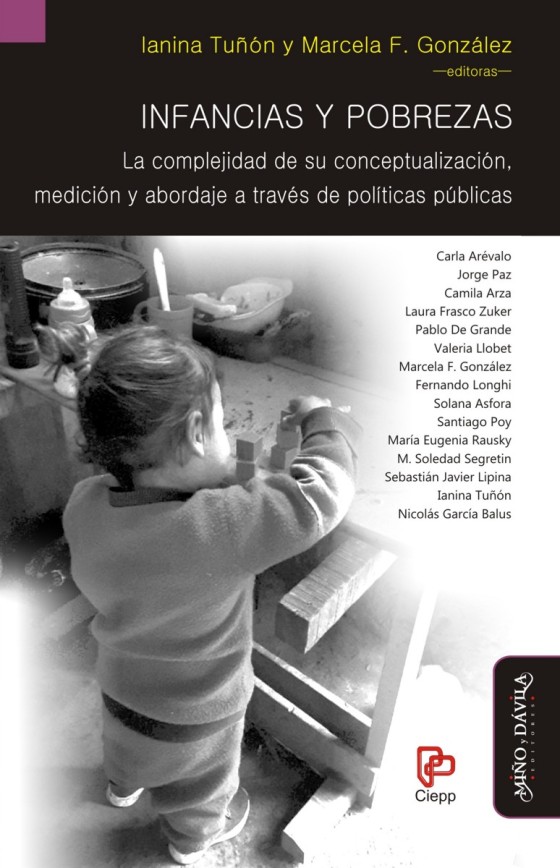 Ianina Tuñón y Marcela F. González
—editoras—
INFANCIAS Y POBREZAS
La complejidad de su conceptualización,
medición y abordaje a través de políticas públicas
Carla Arévalo
Jorge Paz
Camila Arza
Laura Frasco Zuker
Pablo De Grande
Valeria Llobet
Marcela F. González
Fernando Longhi
Solana Asfora
Santiago Poy
María Eugenia Rausky
M. Soledad Segretin
Sebastián Javier Lipina
Ianina Tuñón
Nicolás García Balus
MIÑO y DÁVILA
EDITORES
Ciepp